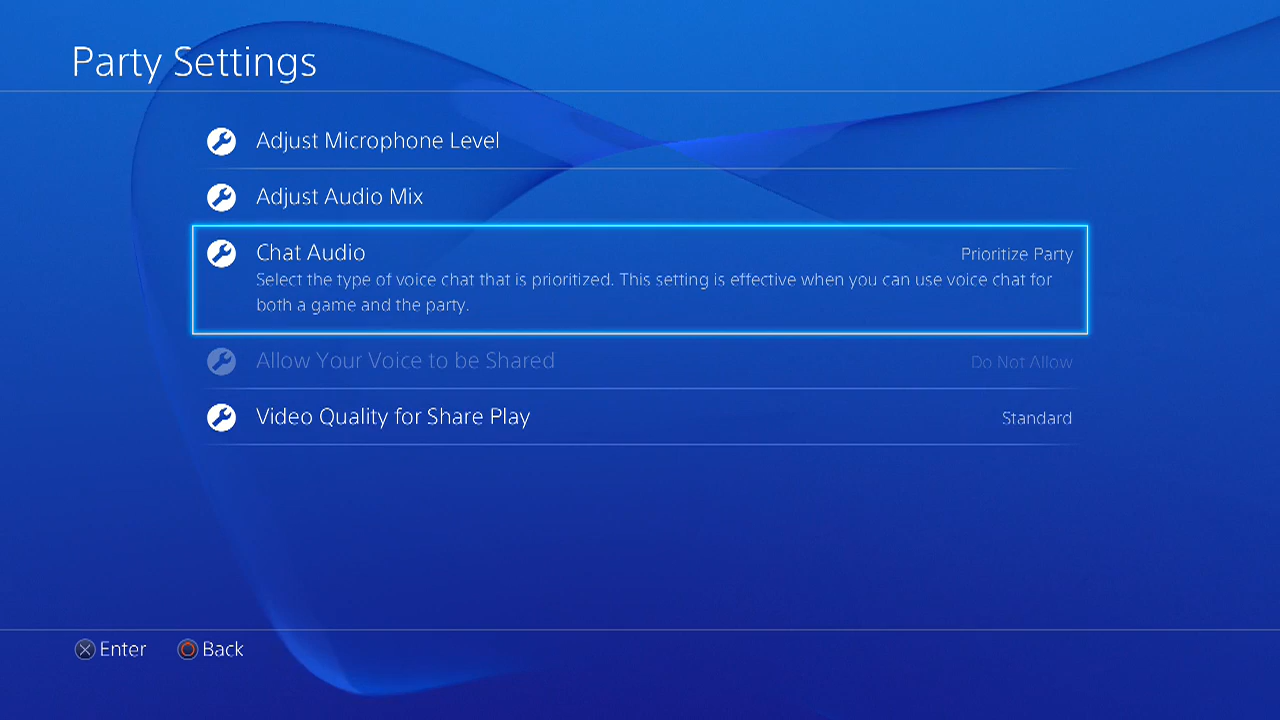 Party Settings
Adjust Microphone Level
Adjust Audio Mix
Chat Audio Prioritize Party
Select the type of voice chat that is prioritized. This setting is effective when you can use voice chat for
both a game and the party.
Allow Your Voice to be Shared Do Not Allow
Video Quality for Share Play Standard
Enter Back